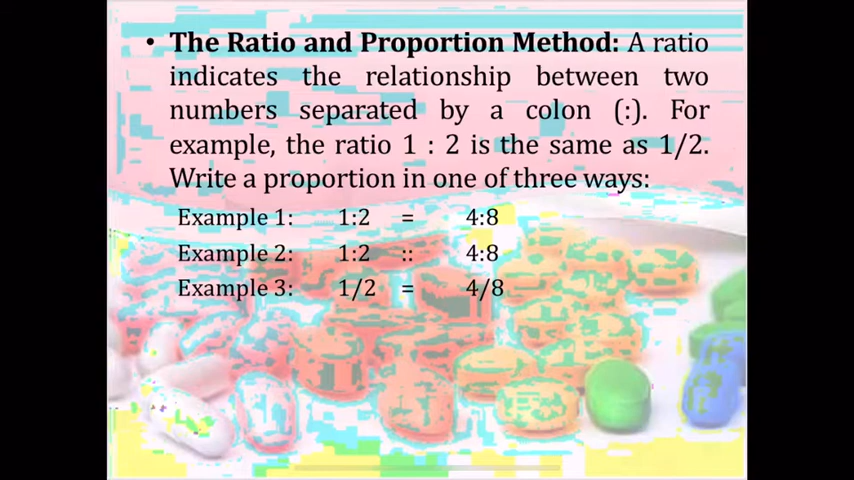 • The Ratio and Proportion Method: A ratio
indicates the relationship between two
numbers separated by a colon (:). For
example, the ratio 1 : 2 is the same as 1/2.
Write a proportion in one of three ways:
Example 1: 1:2 = 4:8
Example 2: 1:2 :: 4:8
Example 3: 1/2 = 4/8